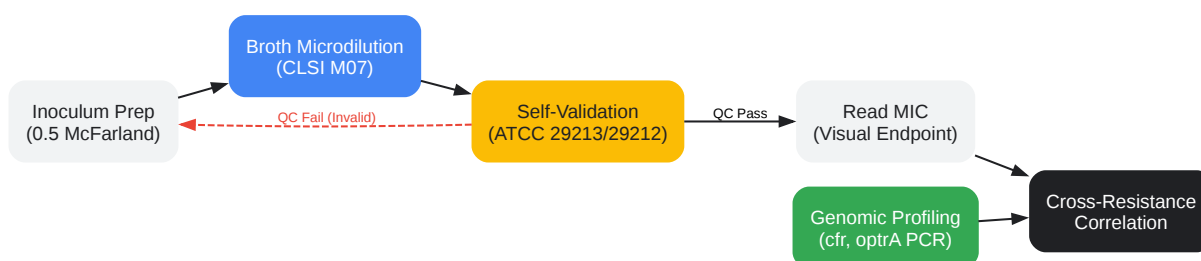 Inoculum Prep
(0.5 McFarland)
Broth Microdilution
(CLSI M07)
QC Fail (Invalid)
Self-Validation
(ATCC 29213/29212)
QC Pass
Read MIC
(Visual Endpoint)
Genomic Profiling
(cfr, optrA PCR)
Cross-Resistance
Correlation